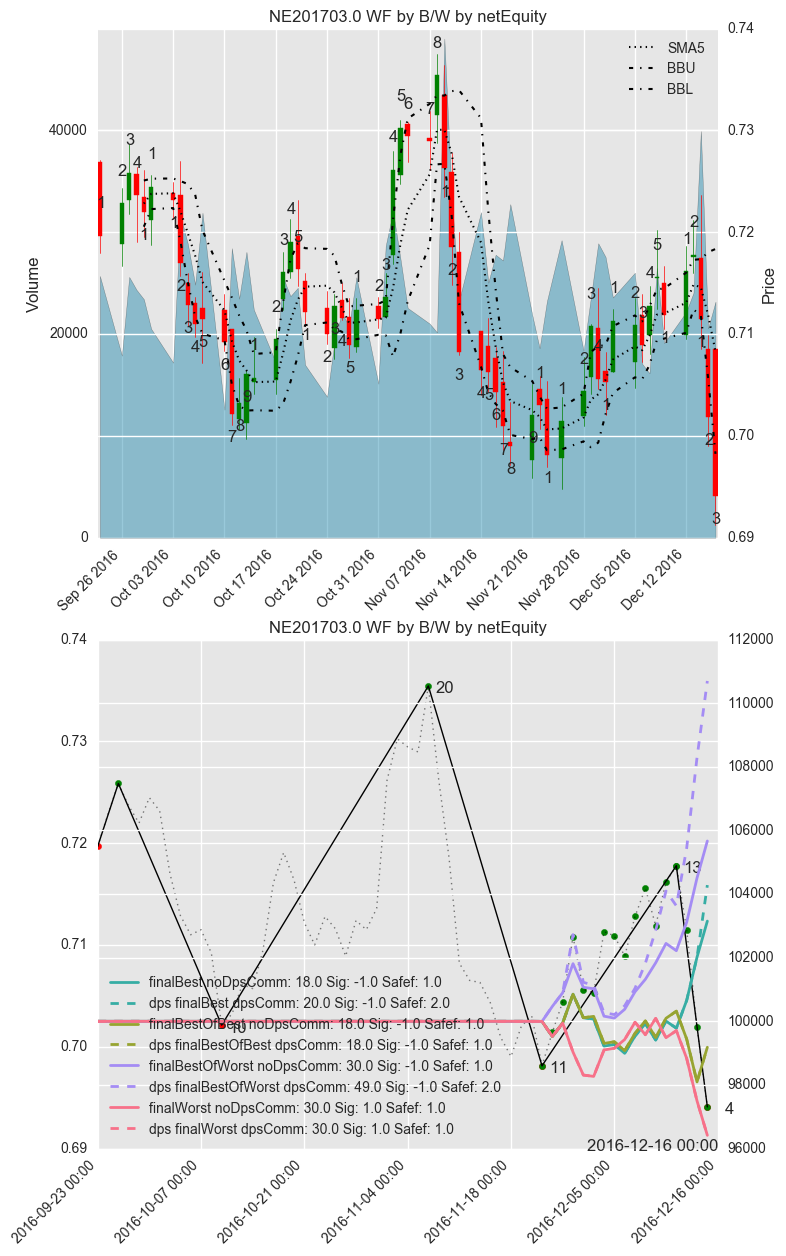 NE201703.0 WF by B/W by netEquity
SMA5
BBU
BBL
Volume
40000
20000
0
Price
0.74
0.73
0.72
0.71
0.70
0.69
Sep 26 2016
Oct 03 2016
Oct 10 2016
Oct 17 2016
Oct 24 2016
Oct 31 2016
Nov 07 2016
Nov 14 2016
Nov 21 2016
Nov 28 2016
Dec 05 2016
Dec 12 2016
NE201703.0 WF by B/W by netEquity
0.74
0.73
0.72
0.71
0.70
0.69
112000
110000
108000
106000
104000
102000
100000
98000
96000
20
13
10
11
4
finalBest noDpsComm: 18.0 Sig: -1.0 Safef: 1.0
dps finalBest dpsComm: 20.0 Sig: -1.0 Safef: 2.0
finalBestOfBest noDpsComm: 18.0 Sig: -1.0 Safef: 1.0
dps finalBestOfBest dpsComm: 18.0 Sig: -1.0 Safef: 1.0
finalBestOfWorst noDpsComm: 30.0 Sig: -1.0 Safef: 1.0
dps finalBestOfWorst dpsComm: 49.0 Sig: -1.0 Safef: 2.0
finalWorst noDpsComm: 30.0 Sig: 1.0 Safef: 1.0
dps finalWorst dpsComm: 30.0 Sig: 1.0 Safef: 1.0
2016-12-16 00:00
2016-09-23 00:00
2016-10-07 00:00
2016-10-21 00:00
2016-11-04 00:00
2016-11-18 00:00
2016-12-05 00:00
2016-12-16 00:00